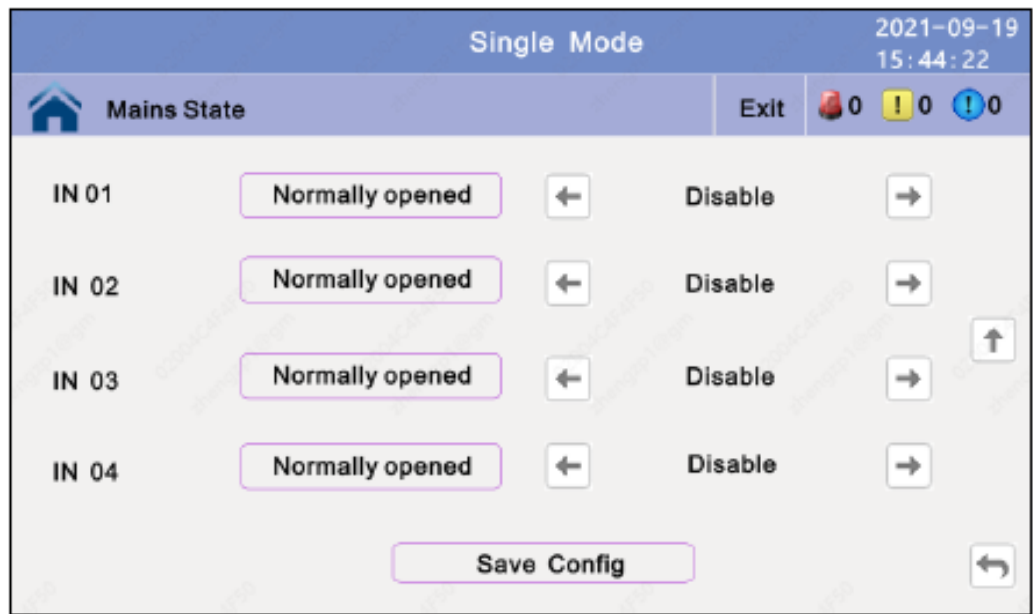 Single Mode
2021-09-19
15:44:22
Mains State Exit 0 ! 0 ! 0
IN 01 Normally opened ← Disable →
IN 02 Normally opened ← Disable →
↑
IN 03 Normally opened ← Disable →
IN 04 Normally opened ← Disable →
Save Config